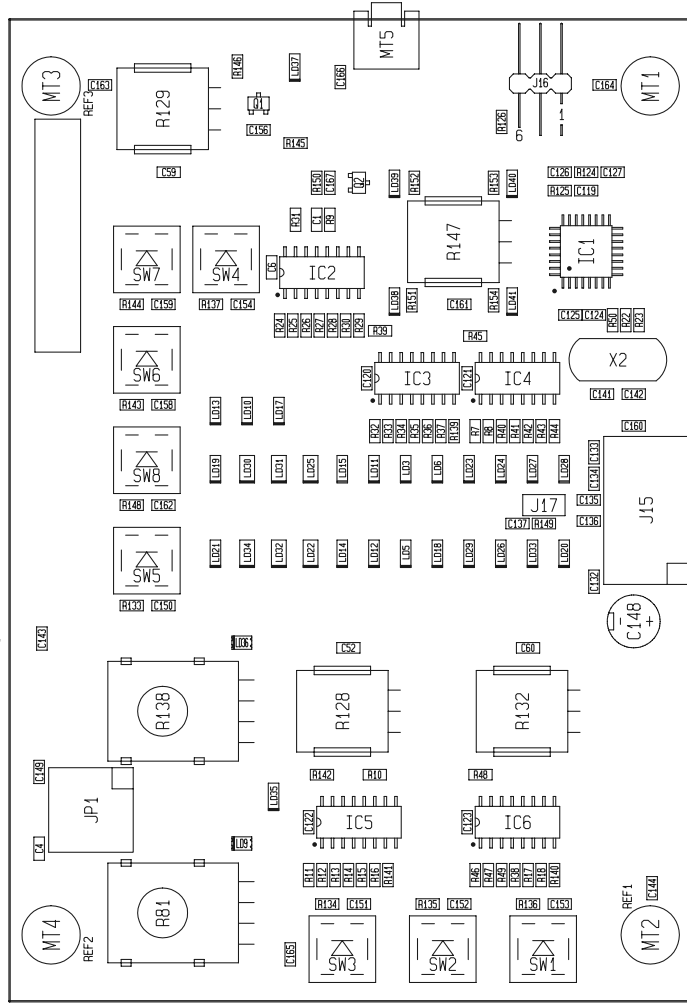 MT3
REF3
C163
R129
C59
R146
Q1
C156
LD37
R145
C166
MT5
J16
R126
6
1
C164
MT1
R150
C167
Q2
LD39
R152
R153
LD40
C126
R124
C127
R125
C119
R31
C1
R9
R147
IC1
SW7
SW4
C6
IC2
R144
C159
R137
C154
LD38
R151
C161
R154
LD41
R24
R25
R26
R27
R28
R30
R29
R39
R45
C125
C124
R50
R22
R23
SW6
C120
IC3
C121
IC4
X2
R143
C158
LD13
LD10
LD17
C141
C142
R32
R33
R34
R35
R36
R37
R139
R7
R8
R40
R41
R42
R43
R44
C160
SW8
LD19
LD30
LD31
LD25
LD15
LD11
LD3
LD6
LD23
LD24
LD27
LD28
C133
C134
R148
C162
J17
C135
C137
R149
C136
J15
SW5
LD21
LD34
LD32
LD22
LD14
LD12
LD5
LD18
LD29
LD26
LD33
LD20
C132
R133
C150
C148
-
+
C143
LD36
C52
C60
R138
R128
R132
C149
R142
R10
R48
JP1
LD35
C4
C122
IC5
C123
IC6
LD9
R11
R12
R13
R14
R15
R16
R141
R46
R47
R49
R38
R17
R18
R140
R81
R134
C151
R135
C152
R136
C153
REF1
C144
MT4
REF2
C165
SW3
SW2
SW1
MT2